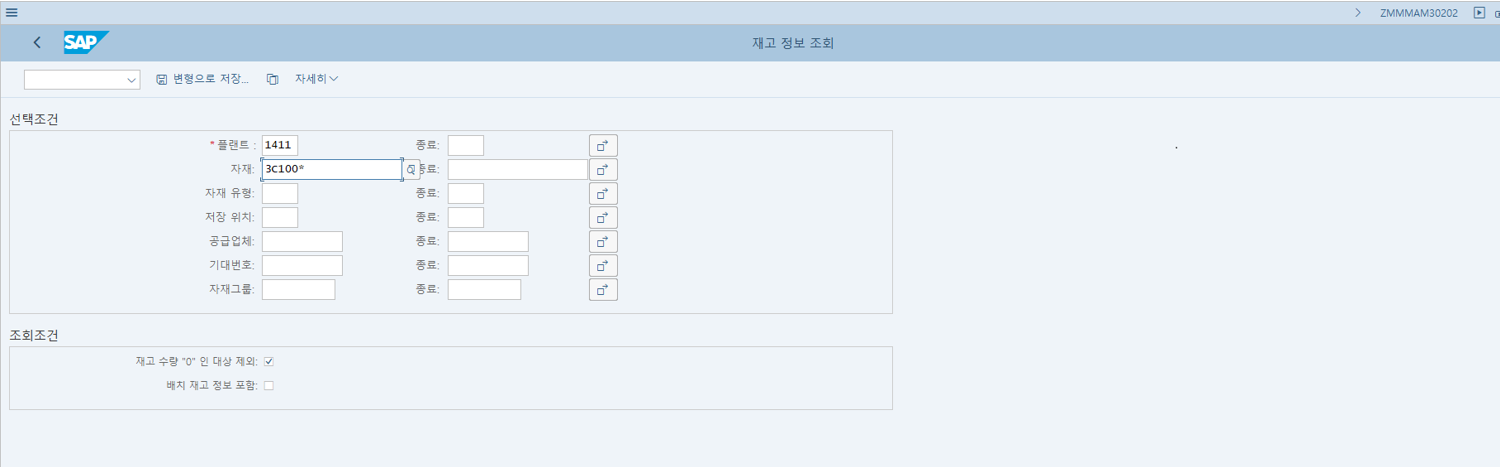 ZMMMAM30202
SAP
재고 정보 조회
변형으로 저장...
자세히
선택조건
* 플랜트 : 1411 종료:
자재: 3C100* 종료:
자재 유형: 종료:
저장 위치: 종료:
공급업체: 종료:
기대번호: 종료:
자재그룹: 종료:
조회조건
재고 수량 "0" 인 대상 제외:
배치 재고 정보 포함: